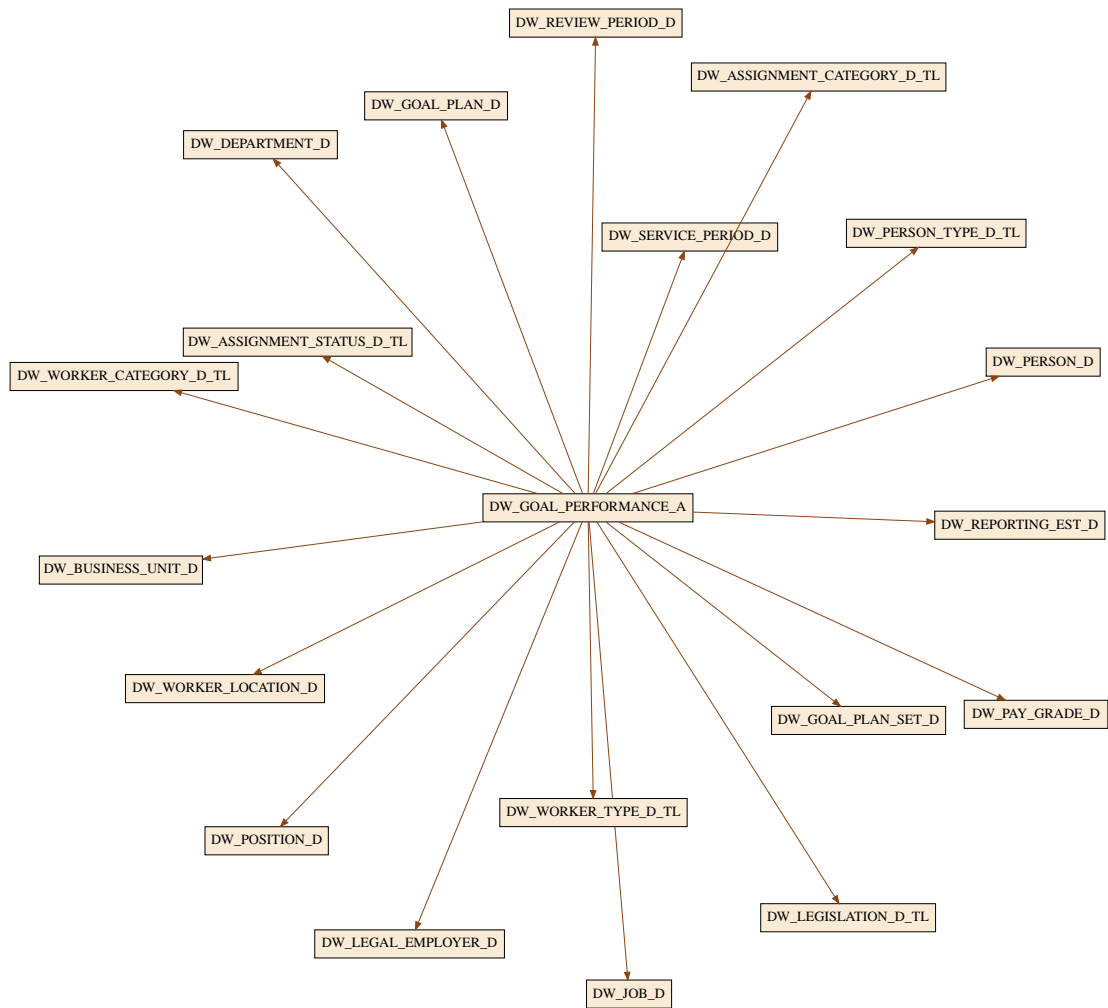 DW_REVIEW_PERIOD_D
DW_ASSIGNMENT_CATEGORY_D_TL
DW_GOAL_PLAN_D
DW_DEPARTMENT_D
DW_SERVICE_PERIOD_D
DW_PERSON_TYPE_D_TL
DW_ASSIGNMENT_STATUS_D_TL
DW_PERSON_D
DW_WORKER_CATEGORY_D_TL
DW_GOAL_PERFORMANCE_A
DW_REPORTING_EST_D
DW_BUSINESS_UNIT_D
DW_WORKER_LOCATION_D
DW_PAY_GRADE_D
DW_GOAL_PLAN_SET_D
DW_WORKER_TYPE_D_TL
DW_POSITION_D
DW_LEGISLATION_D_TL
DW_LEGAL_EMPLOYER_D
DW_JOB_D